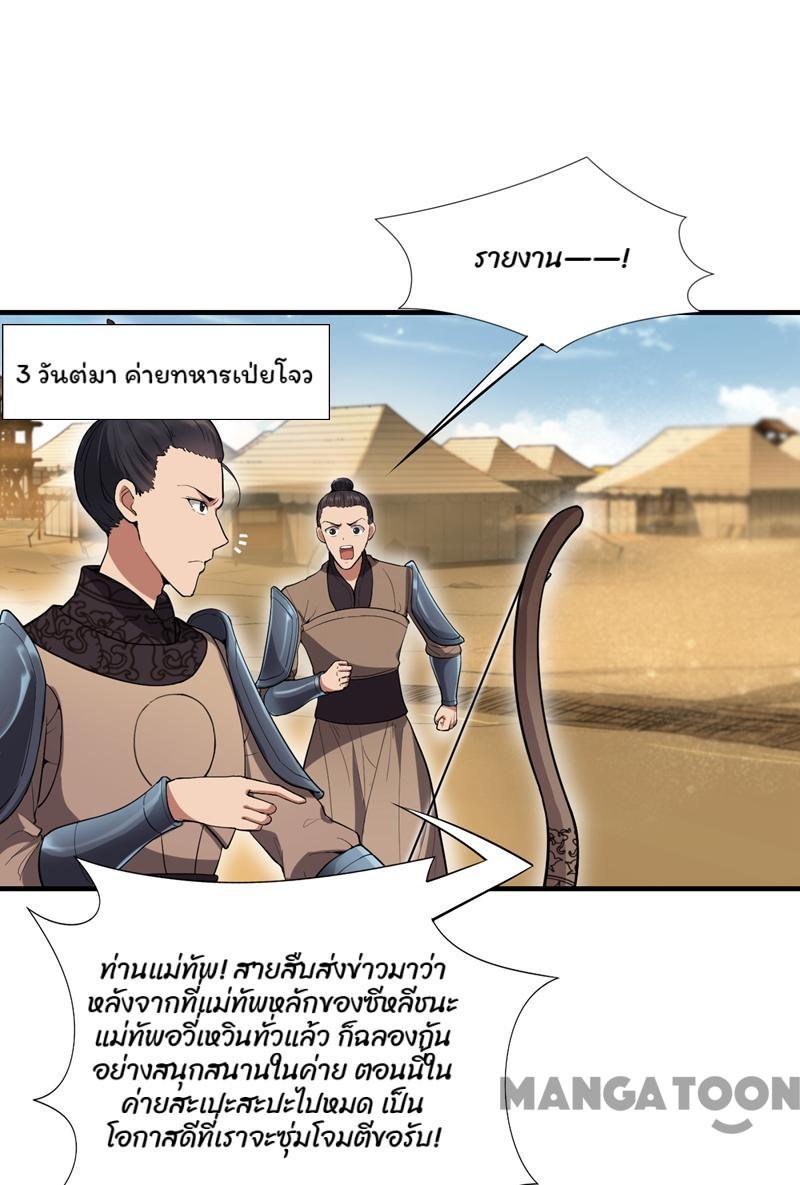 รายงาน——!
3 วันต่มา ค่ายทหารเป่ยโจว
ท่านแม่ทัพ! สายสืบส่งข่าวมาว่า
หลังจากที่แม่ทัพหลักของซีหลีชนะ
แม่ทัพอวี่เหวินทั่วแล้ว ก็ฉลองกัน
อย่างสนุกสนานในค่าย ตอนนี้ใน
ค่ายสะเปะสะปะไปหมด เป็น
โอกาสดีที่เราจะซุ่มโจมตีขอรับ!
MANGATOON